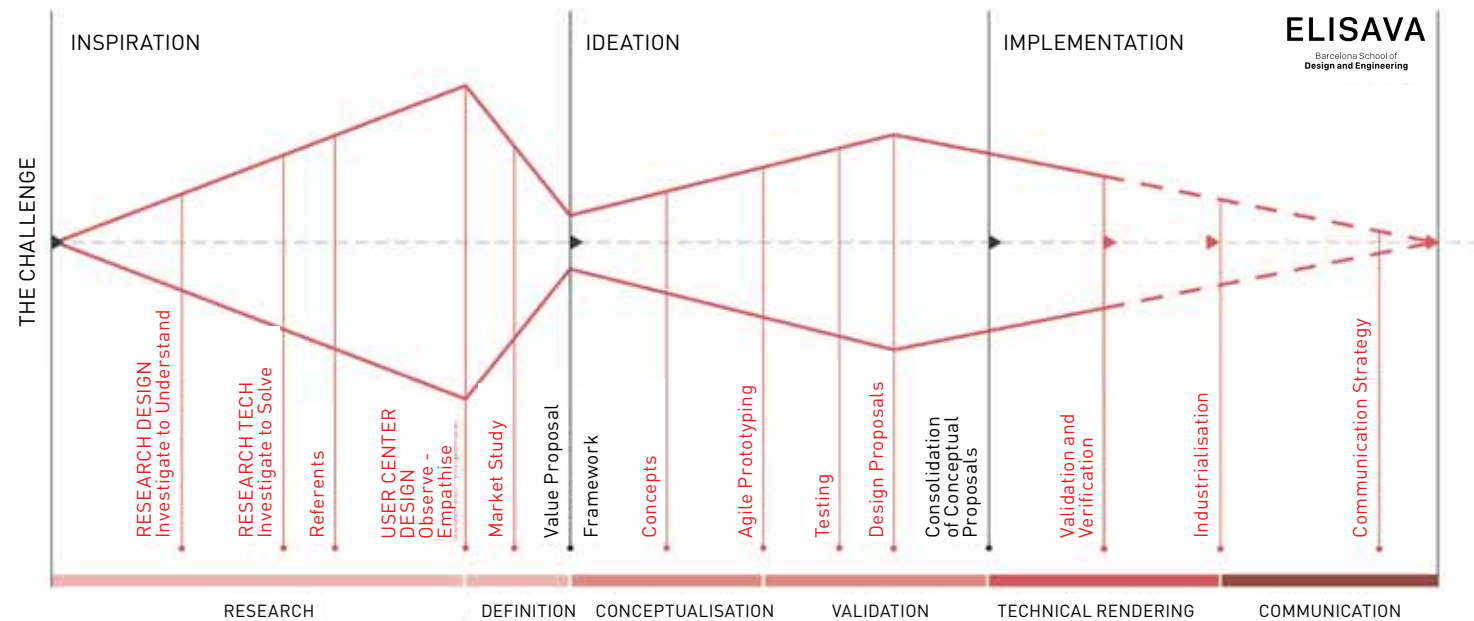 INSPIRATION
IDEATION
IMPLEMENTATION
ELISAVA
Barcelona School of
Design and Engineering
THE CHALLENGE
RESEARCH DESIGN
Investigate to Understand
RESEARCH TECH
Investigate to Solve
Referents
USER CENTER
DESIGN
Observe -
Empathise
Market Study
Value Proposal
Framework
Concepts
Agile Prototyping
Testing
Design Proposals
Consolidation
of Conceptual
Proposals
Validation and
Verification
Industrialisation
Communication Strategy
RESEARCH
DEFINITION
CONCEPTUALISATION
VALIDATION
TECHNICAL RENDERING
COMMUNICATION